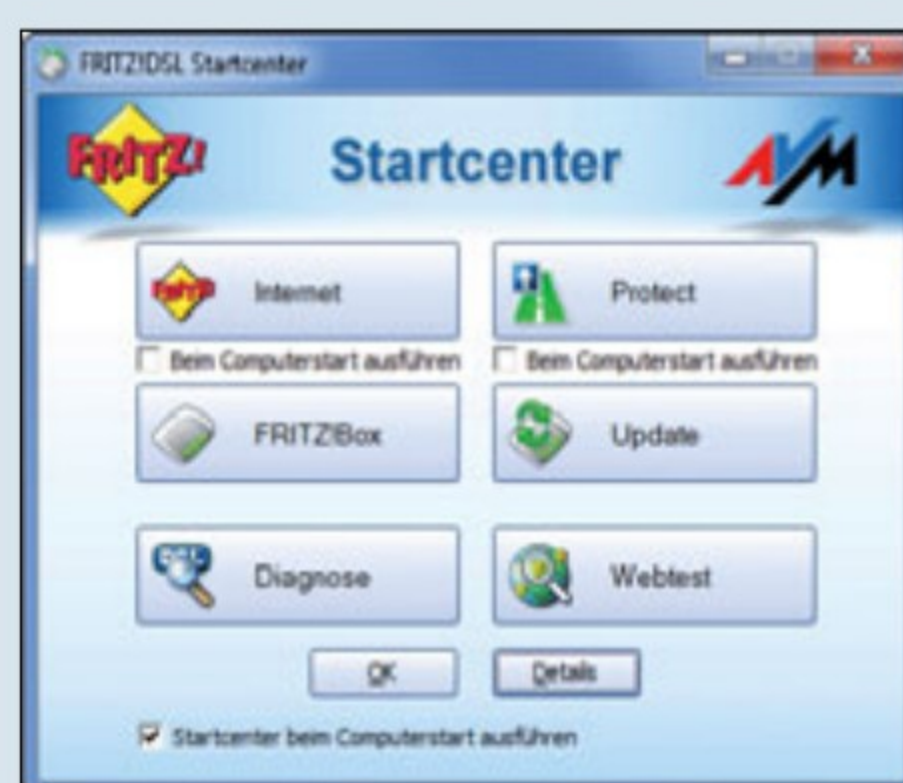 FRITZ!DSL Startcenter
FRITZ!
Startcenter
AVM
FRITZ!
Internet
Protect
Beim Computerstart ausführen
Beim Computerstart ausführen
FRITZ!Box
Update
Diagnose
Webtest
OK
Details
Startcenter beim Computerstart ausführen